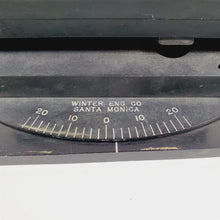 WINTER ENG CO
SANTA MONICA
20 10 0 10 20